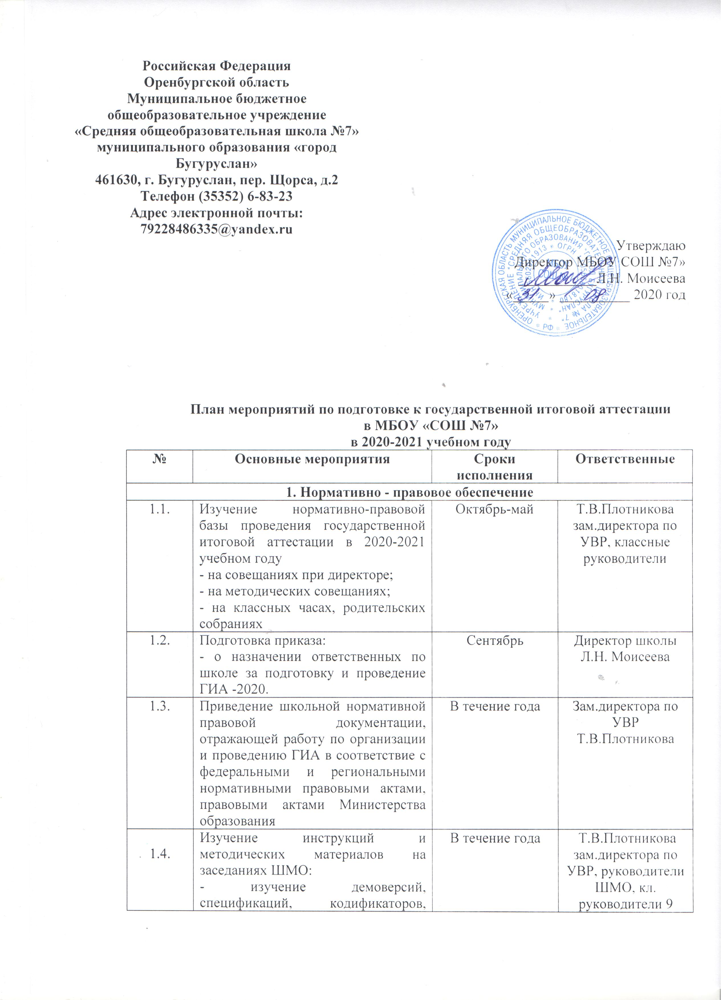 Российская Федерация
Оренбургской область
Муниципальное бюджетное
общеобразовательное учреждение
«Средняя общеобразовательная школа №7»
муниципального образования «город
Бугуруслан»
461630, г. Бугуруслан, пер. Щорса, д.2
Телефон (35352) 6-83-23
Адрес электронной почты:
79228486335@yandex.ru
Утверждаю
Директор МБОУ СОШ №7»
Л.Н. Моисеева
« 31 » 08 2020 год
ОРЕНБУРГСКАЯ ОБЛАСТЬ МУНИЦИПАЛЬНОЕ БЮДЖЕТНОЕ ОБЩЕОБРАЗОВАТЕЛЬНОЕ * РФ *
План мероприятий по подготовке к государственной итоговой аттестации
в МБОУ «СОШ №7»
в 2020-2021 учебном году
№ Основные мероприятия Сроки исполнения Ответственные
1. Нормативно - правовое обеспечение
1.1.
Изучение нормативно-правовой
базы проведения государственной
итоговой аттестации в 2020-2021
учебном году
- на совещаниях при директоре;
- на методических совещаниях;
- на классных часах, родительских
собраниях
Октябрь-май
Т.В.Плотникова
зам.директора по
УВР, классные
руководители
1.2.
Подготовка приказа:
- о назначении ответственных по
школе за подготовку и проведение
ГИА -2020.
Сентябрь
Директор школы
Л.Н. Моисеева
1.3.
Приведение школьной нормативной
правовой документации,
отражающей работу по организации
и проведению ГИА в соответствие с
федеральными и региональными
нормативными правовыми актами,
правовыми актами Министерства
образования
В течение года
Зам.директора по
УВР
Т.В.Плотникова
1.4.
Изучение инструкций и
методических материалов на
заседаниях ШМО:
- изучение демоверсий,
спецификаций, кодификаторов,
В течение года
Т.В.Плотникова
зам.директора по
УВР, руководители
ШМО, кл.
руководители 9